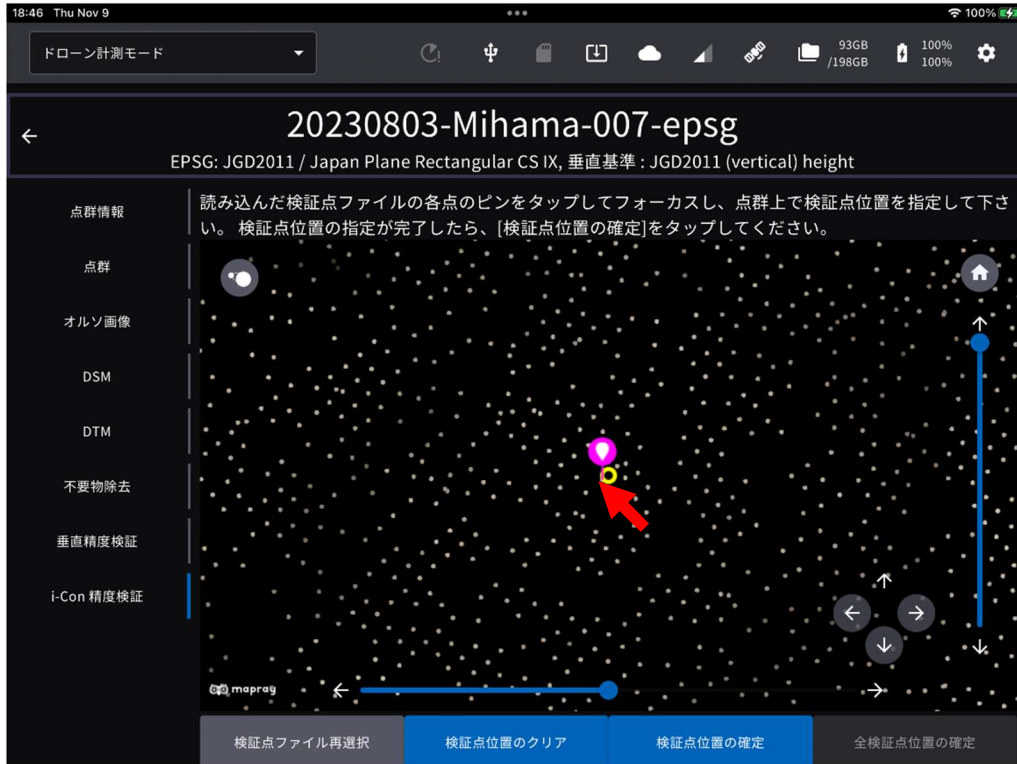 18:46 Thu Nov 9
100%
ドローン計測モード
93GB
/198GB
100%
100%
20230803-Mihama-007-epsg
EPSG: JGD2011 / Japan Plane Rectangular CS IX, 垂直基準 : JGD2011 (vertical) height
点群情報
点群
オルソ画像
DSM
DTM
不要物除去
垂直精度検証
i-Con 精度検証
読み込んだ検証点ファイルの各点のピンをタップしてフォーカスし、点群上で検証点位置を指定して下さ
い。 検証点位置の指定が完了したら、[検証点位置の確定]をタップしてください。
mapray
検証点ファイル再選択
検証点位置のクリア
検証点位置の確定
全検証点位置の確定